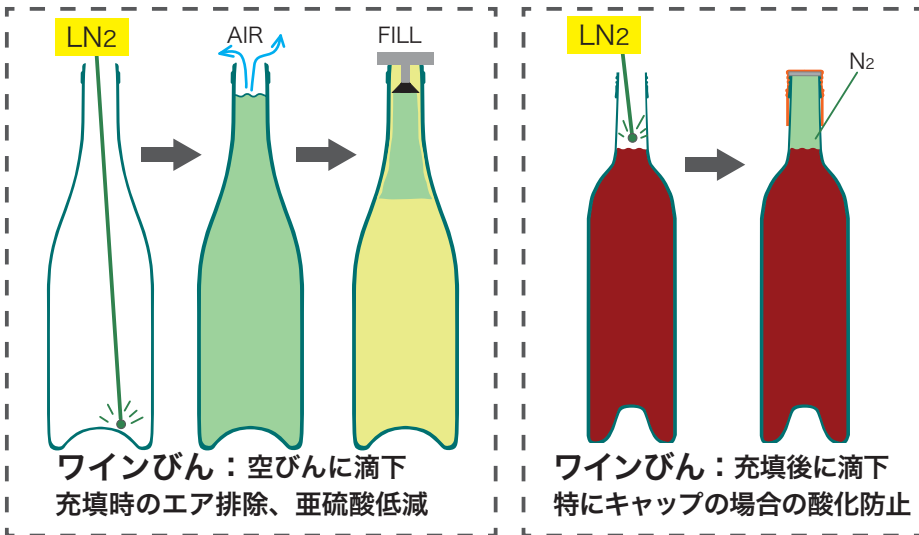 LN2
AIR
FILL
ワインびん：空びんに滴下
充填時のエア排除、亜硫酸低減
LN2
N2
ワインびん：充填後に滴下
特にキャップの場合の酸化防止